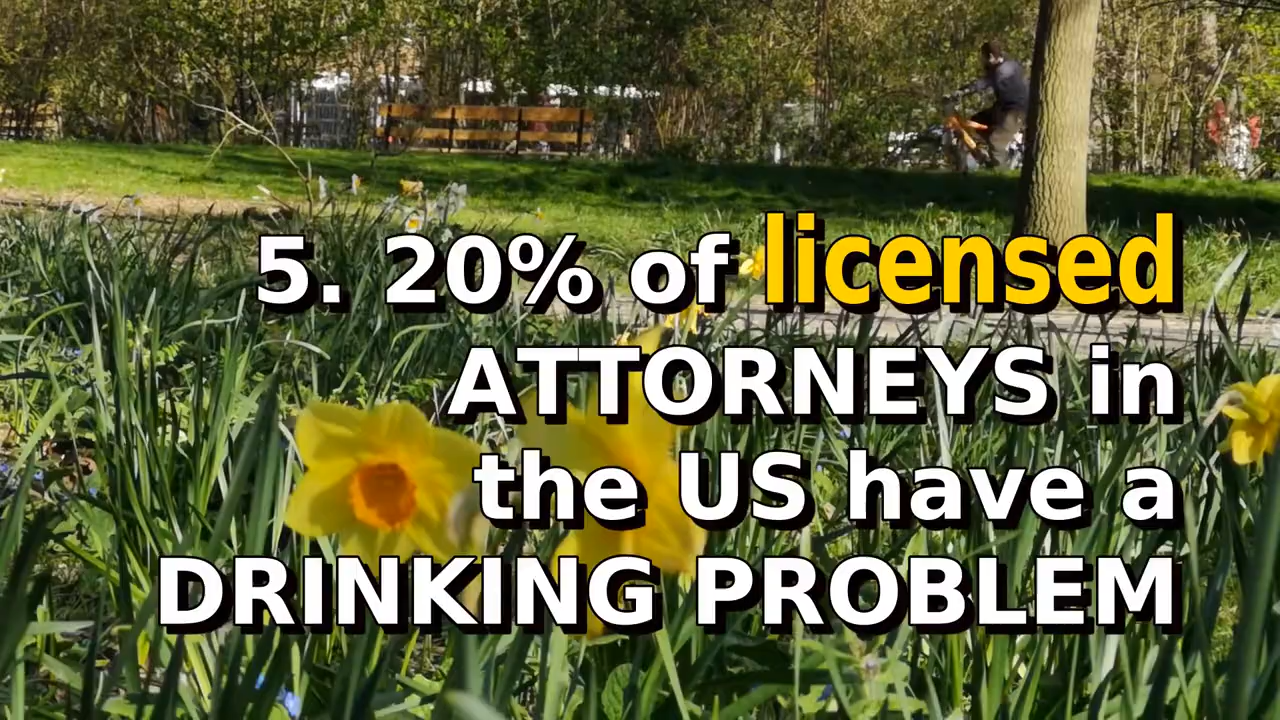 5. 20% of licensed
ATTORNEYS in
the US have a
DRINKING PROBLEM